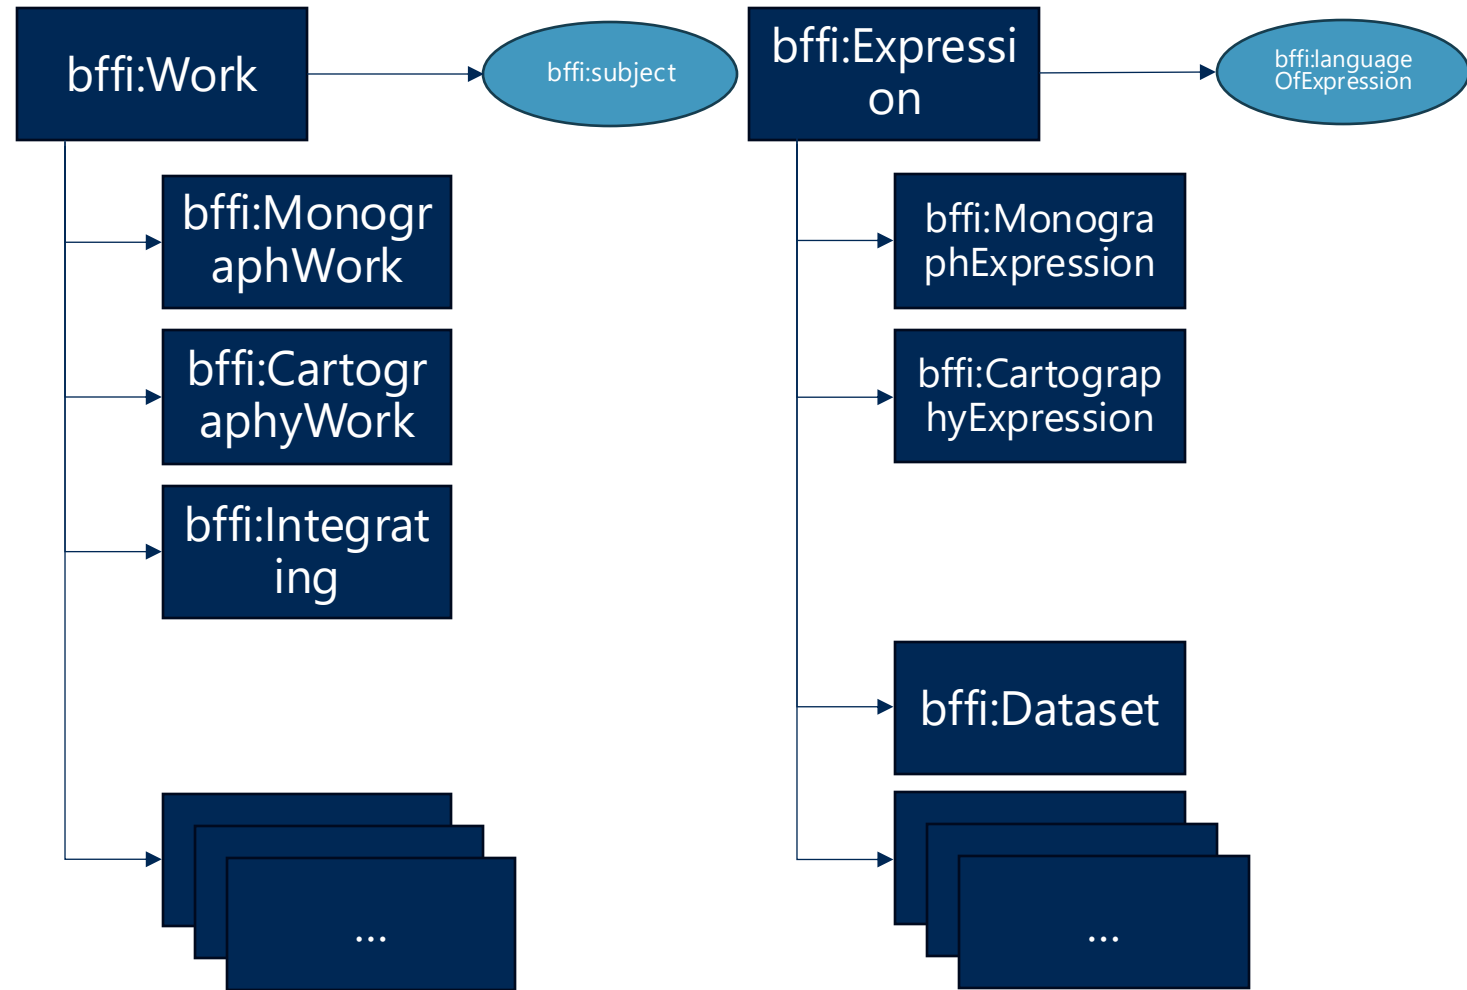 bffi:Work
bffi:subject
bffi:Monogr
aphWork
bffi:Cartogr
aphyWork
bffi:Integrat
ing
...
bffi:Expressi
on
bffi:language
OfExpression
bffi:Monogra
phExpression
bffi:Cartograp
hyExpression
bffi:Dataset
...